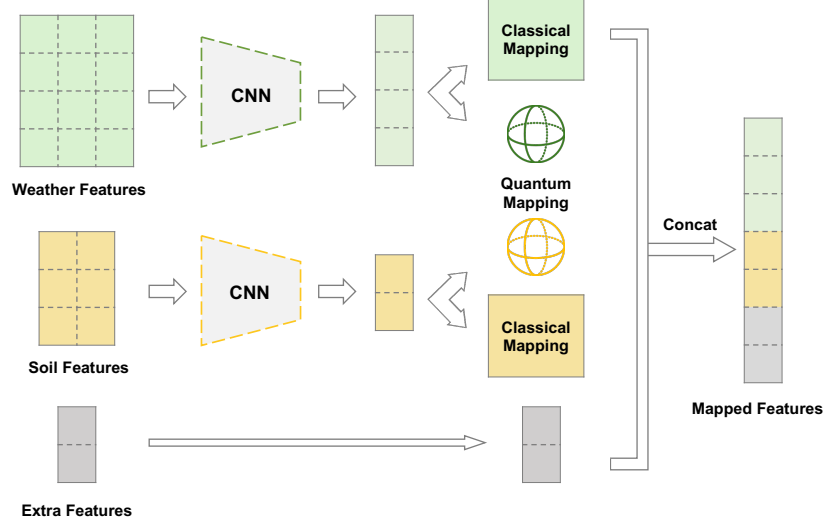 Weather Features
CNN
Classical
Mapping
Quantum
Mapping
Soil Features
CNN
Classical
Mapping
Extra Features
Concat
Mapped Features